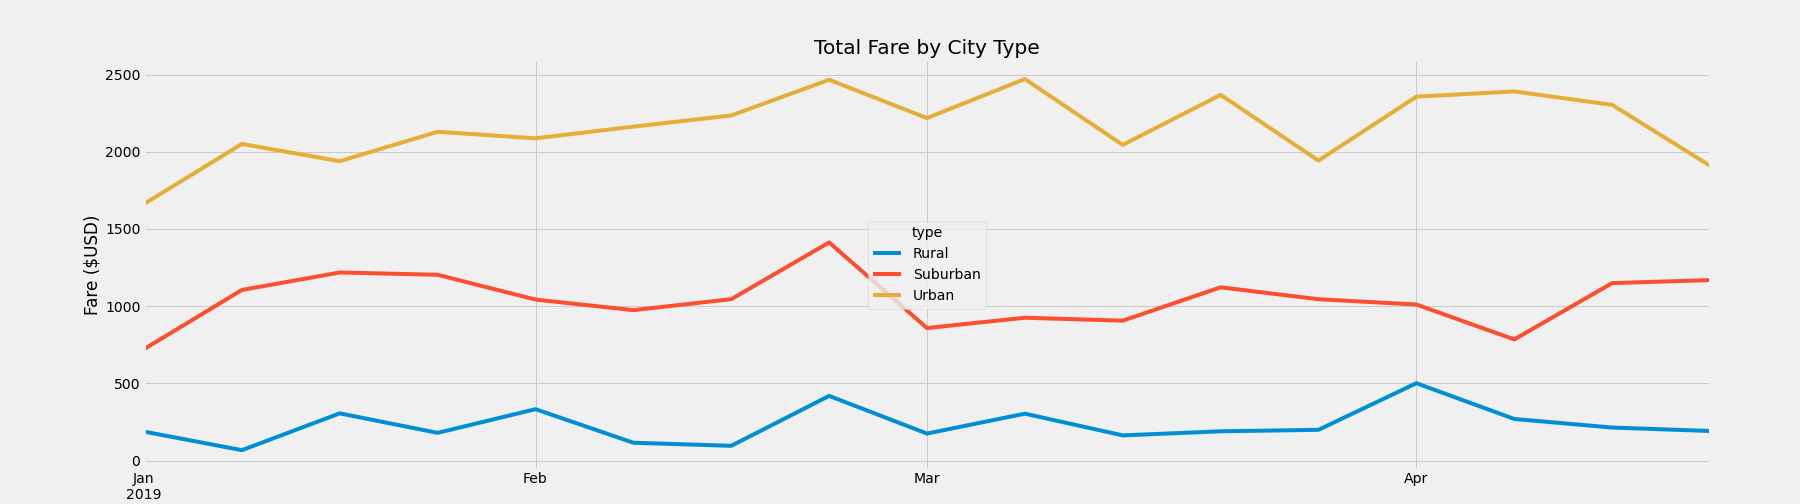 Total Fare by City Type
Fare ($USD)
2500
2000
1500
1000
500
0
type
Rural
Suburban
Urban
Jan Feb Mar Apr
2019